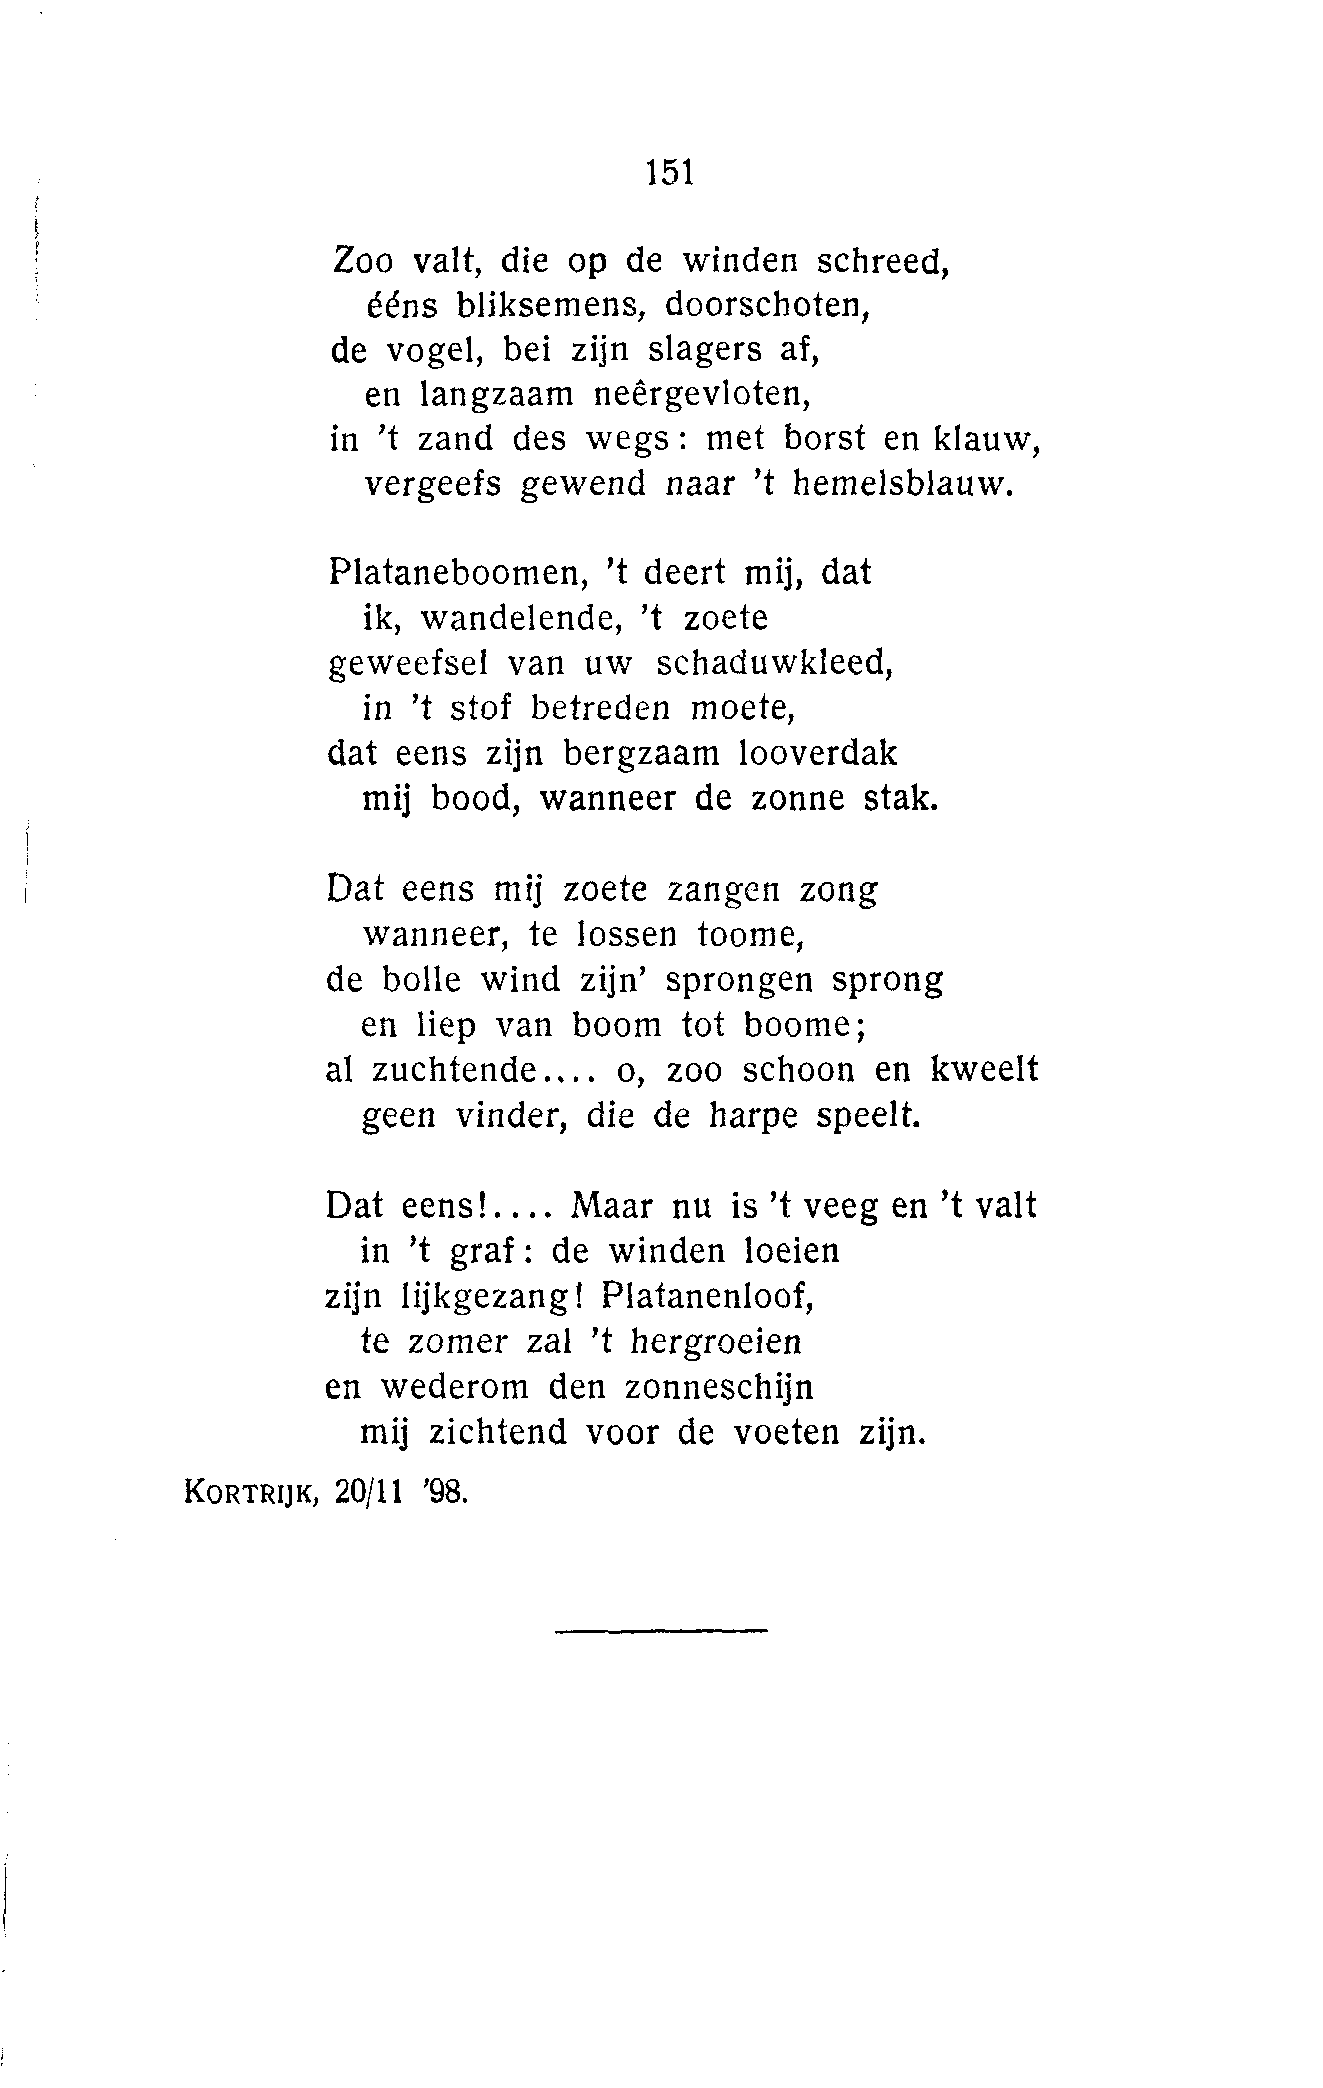 151
Zoo valt, die op de winden schreed,
ééns bliksemens, doorschoten,
de vogel, bei zijn slagers af,
en langzaam neêrgevloten,
in 't zand des wegs : met borst en klauw,
vergeefs gewend naar 't hemelsblauw.
Plataneboomen, 't deert mij, dat
ik, wandelende, 't zoete
geweefsel van uw schaduwkleed,
in 't stof betreden moete,
dat eens zijn bergzaam looverdak
mij bood, wanneer de zonne stak.
Dat eens mij zoete zangen zong
wanneer, te lossen toome,
de bolle wind zijn' sprongen sprong
en liep van boom tot boome;
al zuchtende.... o, zoo schoon en kweelt
geen vinder, die de harpe speelt.
Dat eens!.... Maar nu is 't veeg en 't valt
in 't graf : de winden loeien
zijn lijkgezang! Platanenloof,
te zomer zal 't hergroeien
en wederom den zonneschijn
mij zichtend voor de voeten zijn.
KORTRIJK, 20/11 '98.